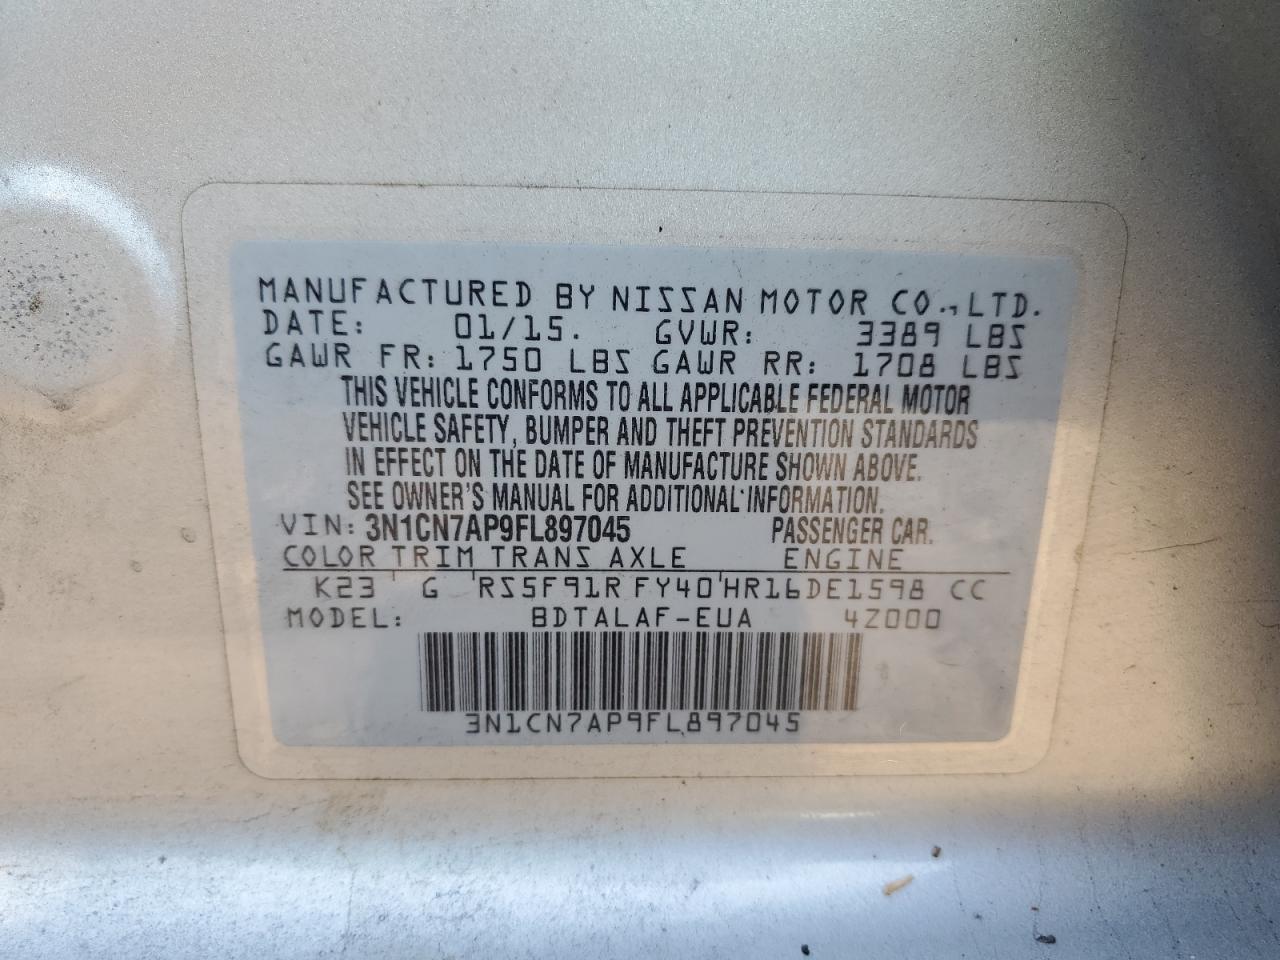 MANUFACTURED BY NISSAN MOTOR CO., LTD.
DATE: 01/15. GVWR: 3389 LBS
GAWR FR: 1750 LBS GAWR RR: 1708 LBS
THIS VEHICLE CONFORMS TO ALL APPLICABLE FEDERAL MOTOR
VEHICLE SAFETY, BUMPER AND THEFT PREVENTION STANDARDS
IN EFFECT ON THE DATE OF MANUFACTURE SHOWN ABOVE.
SEE OWNER'S MANUAL FOR ADDITIONAL INFORMATION.
VIN: 3N1CN7AP9FL897045 PASSENGER CAR.
COLOR TRIM TRANS AXLE ENGINE
K23 ' G ' RS5F91R FY40 ' HR16DE1598 CC
MODEL: BDTALAF-EUA 4Z000
3N1CN7AP9FL897045